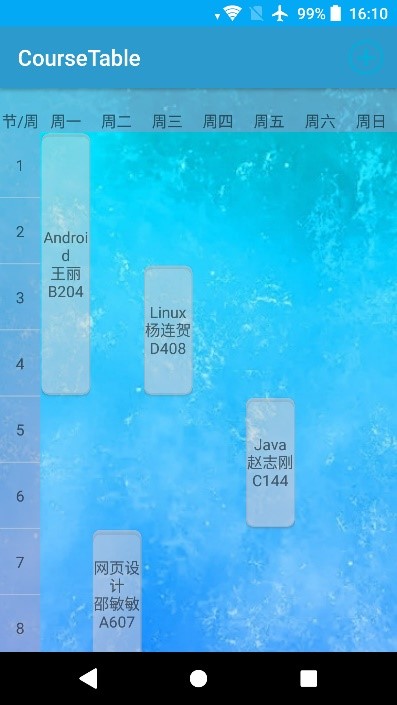 99% 16:10
CourseTable
节/周 周一 周二 周三 周四 周五 周六 周日
1
2
3
4
5
6
7
8
Androi
d
王丽
B204
Linux
杨连贺
D408
Java
赵志刚
C144
网页设
计
邵敏敏
A607